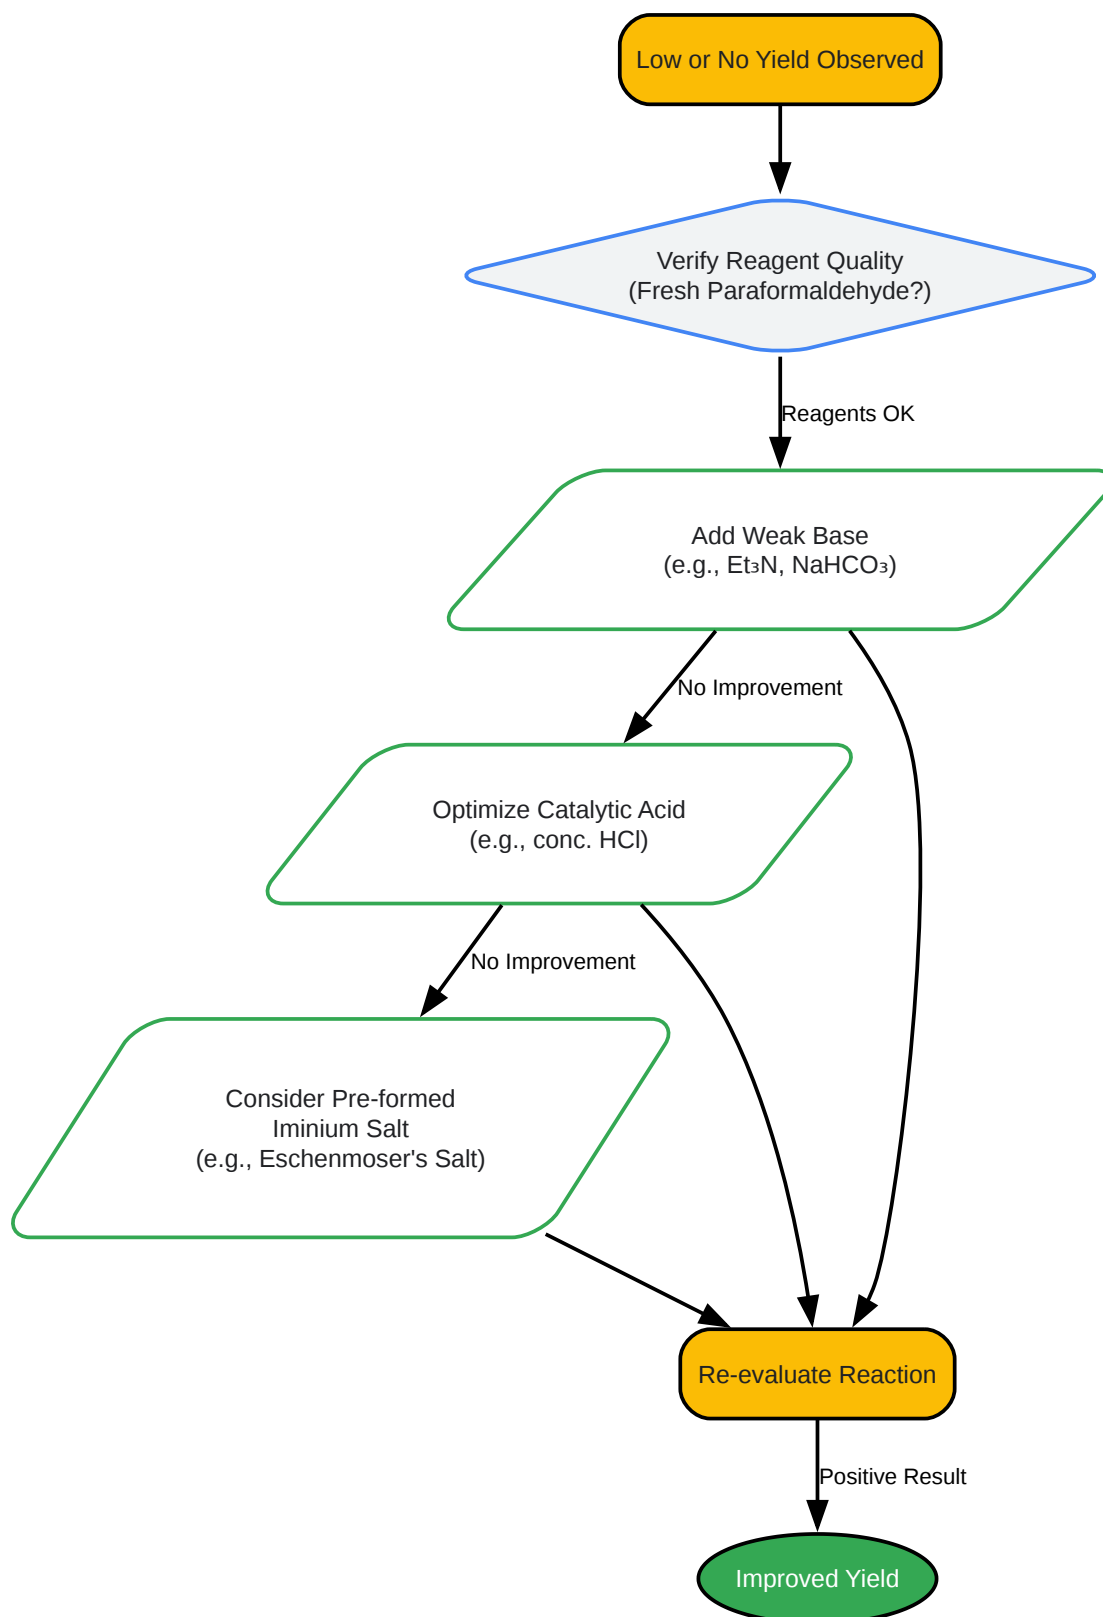 Low or No Yield Observed
Verify Reagent Quality
(Fresh Paraformaldehyde?)
Reagents OK
Add Weak Base
(e.g., Et₃N, NaHCO₃)
No Improvement
Optimize Catalytic Acid
(e.g., conc. HCl)
No Improvement
Consider Pre-formed
Iminium Salt
(e.g., Eschenmoser's Salt)
Re-evaluate Reaction
Positive Result
Improved Yield